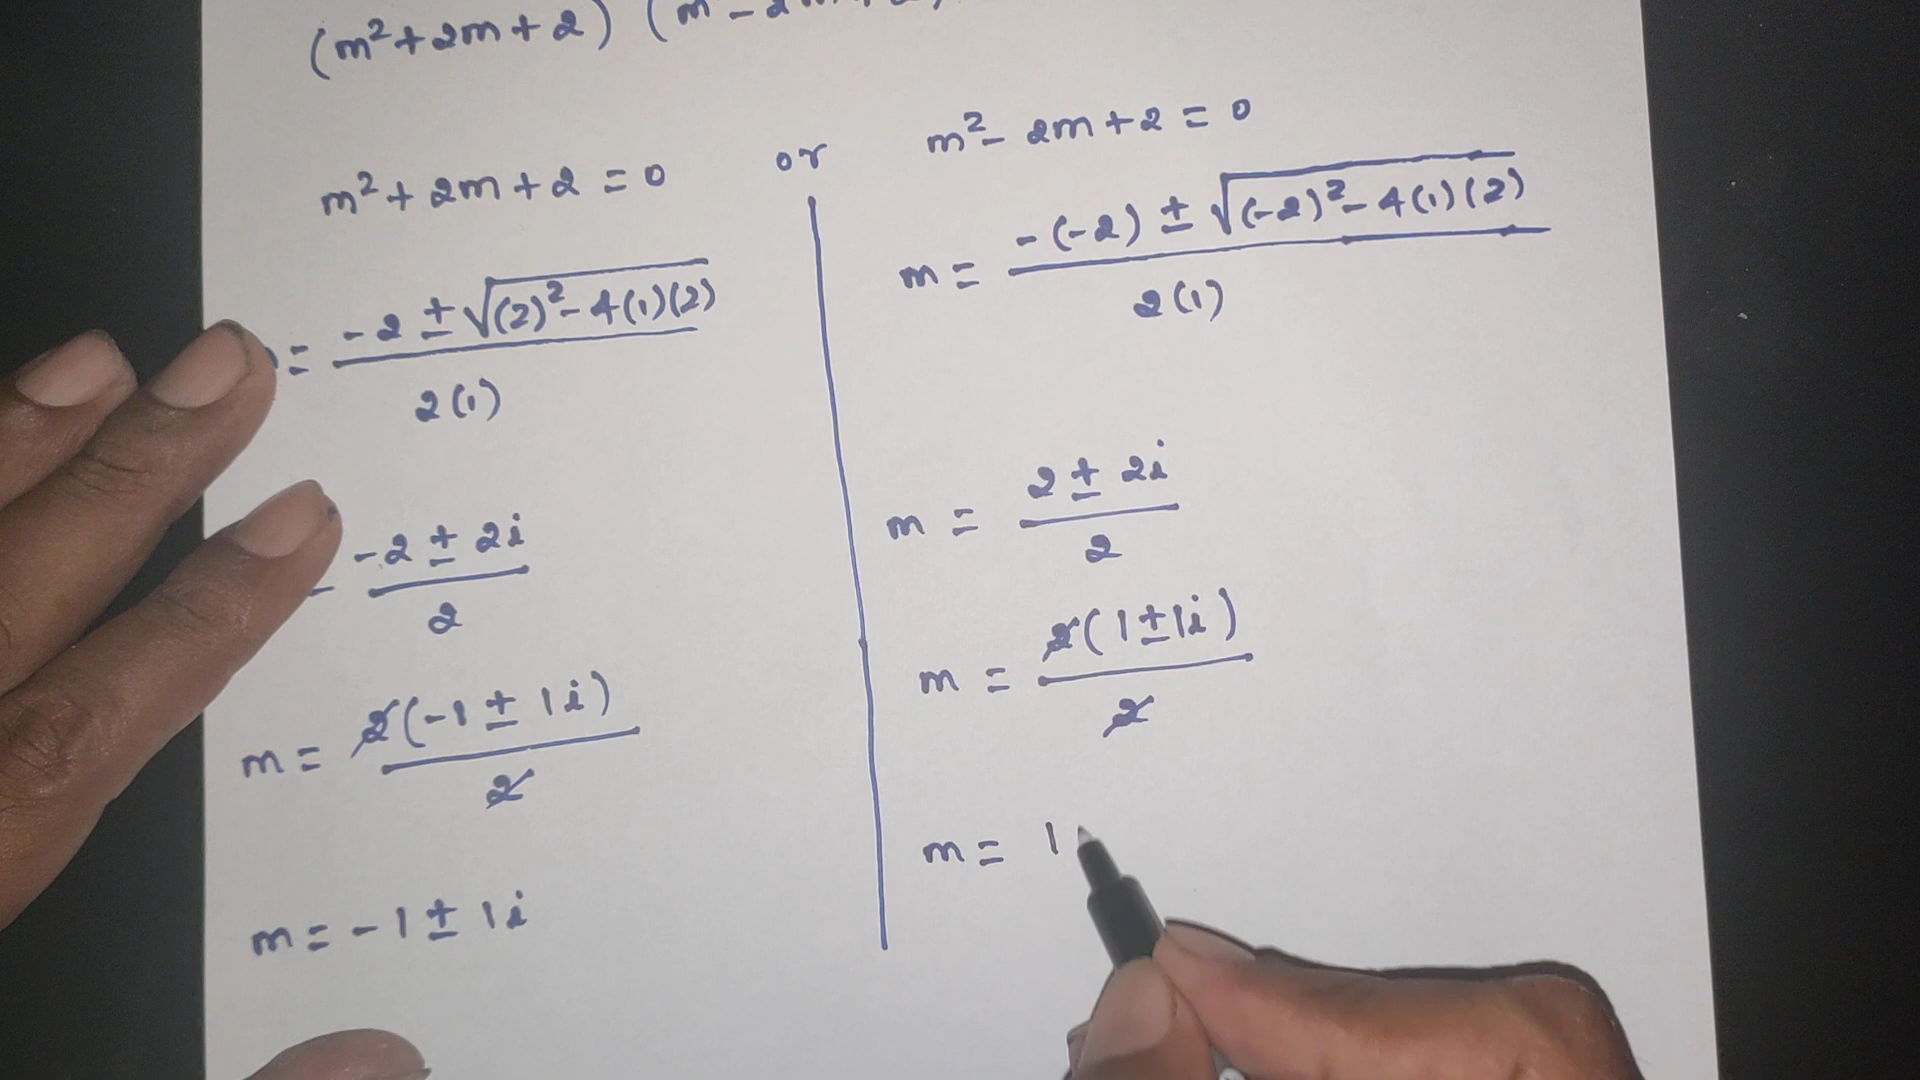 (m²+2m+2) (m²-2m
m²+2m+2=0
or
m²-2m+2=0
= -2±√(2)²-4(1)(2)
2(1)
-2±2i
2
m= 2(-1±1i)
2
m=-1±1i
m= -(-2)±√(-2)²-4(1)(2)
2(1)
m= 2±2i
2
m= 2(1±1i)
2
m= 1